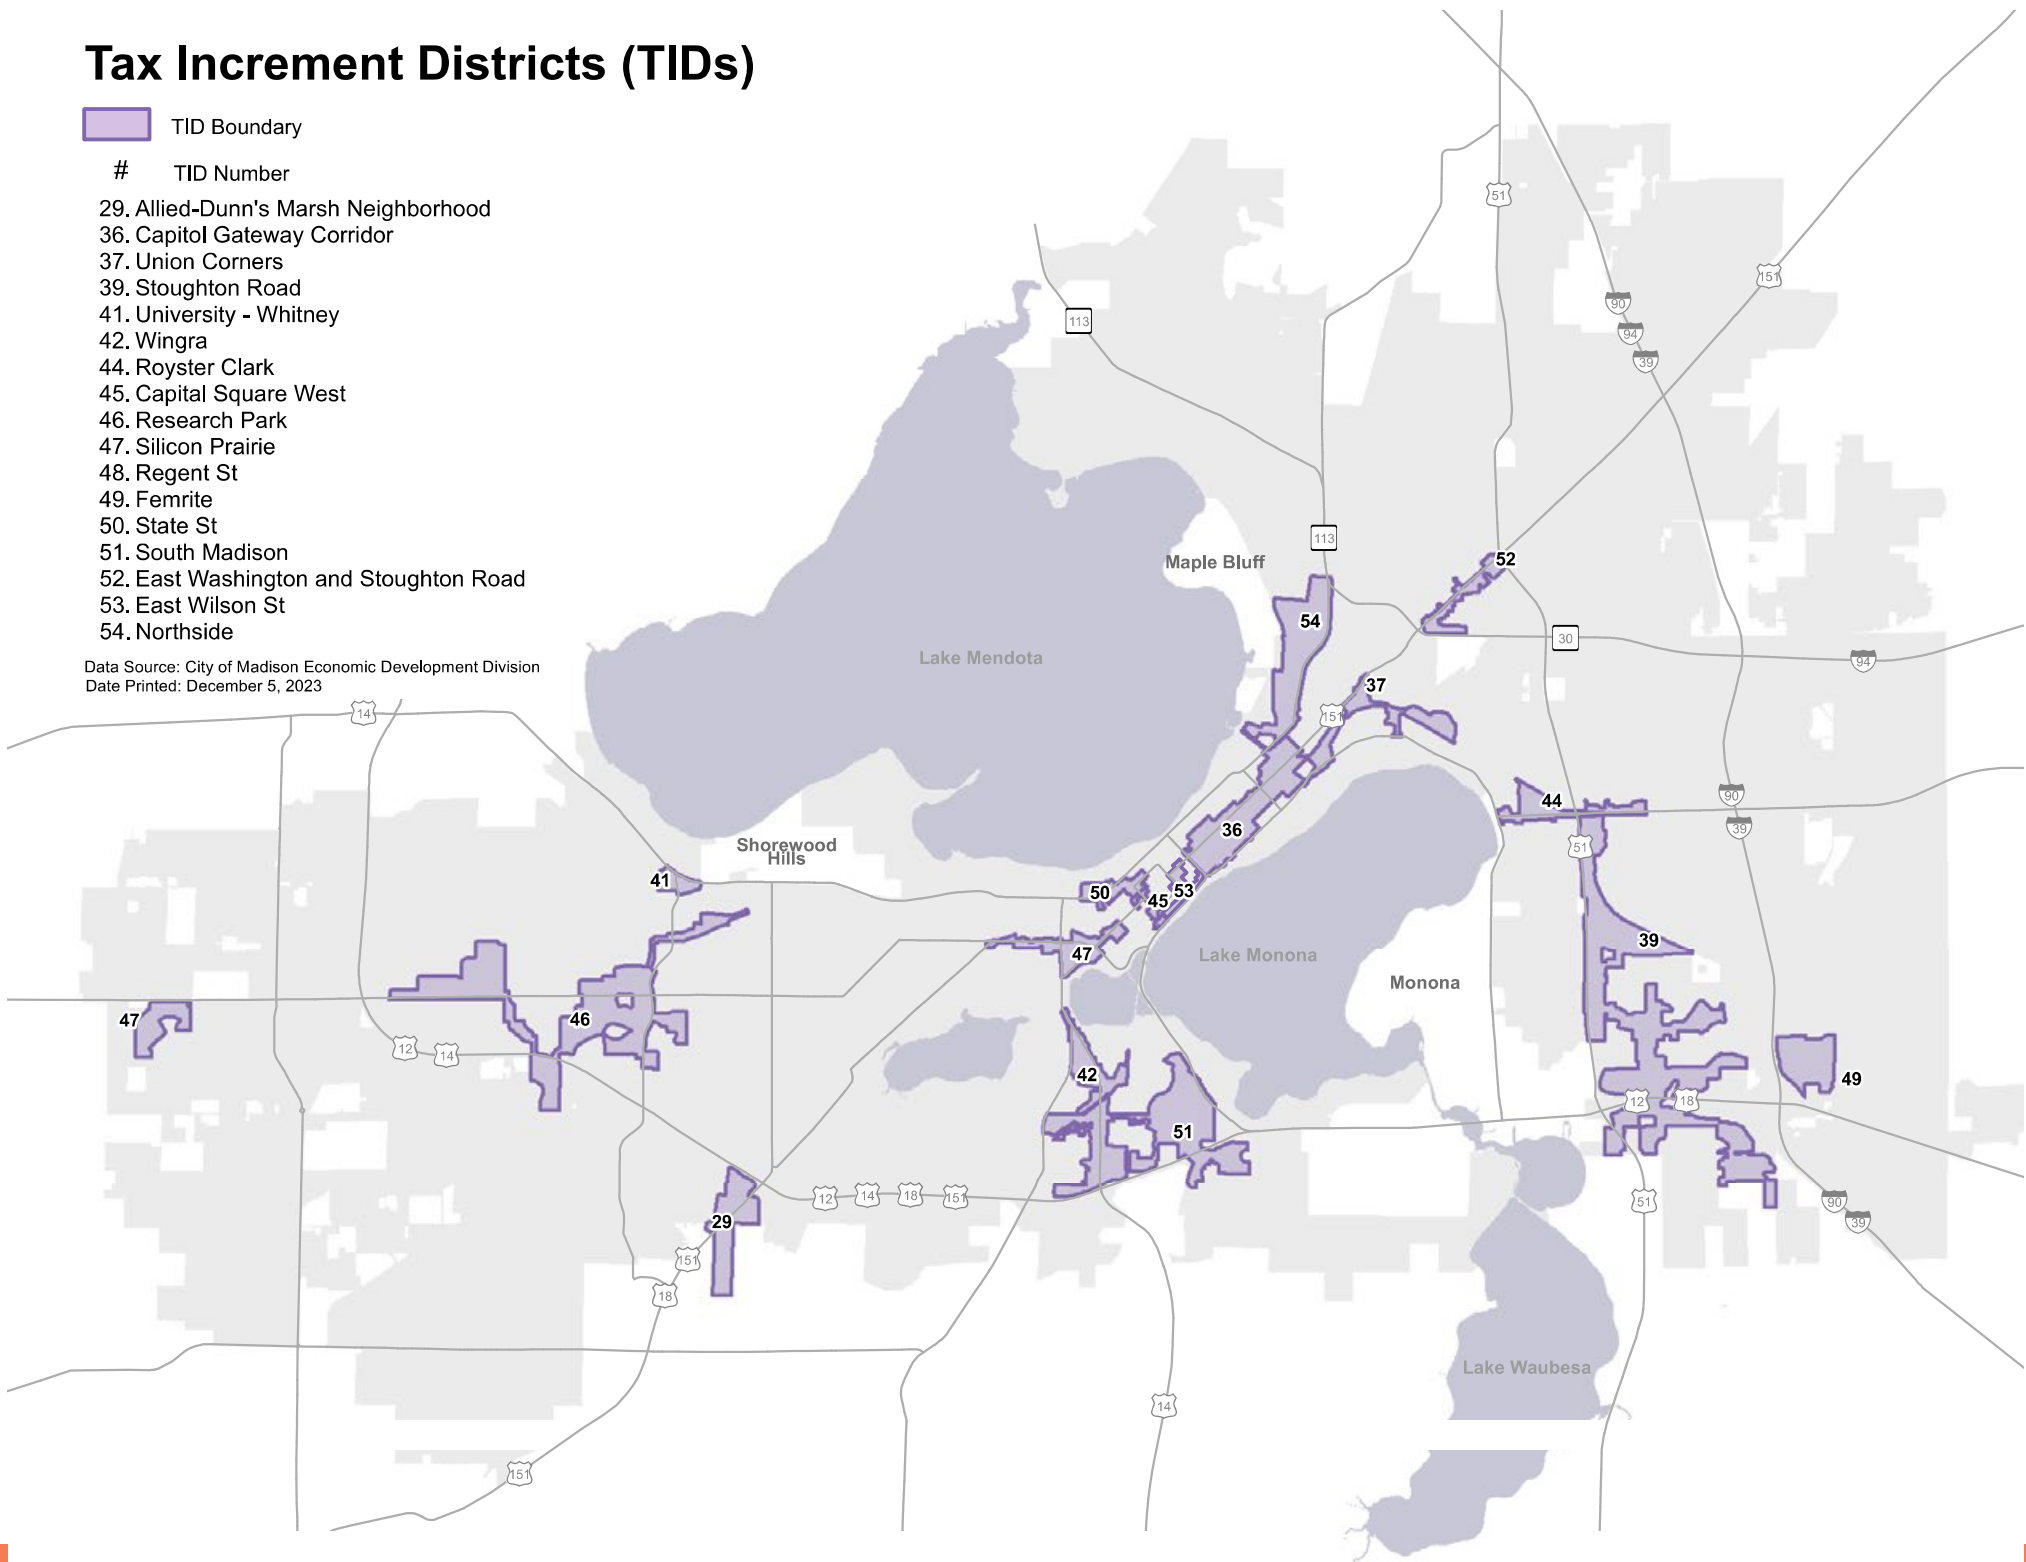 Tax Increment Districts (TIDs)
TID Boundary
# TID Number
29. Allied-Dunn's Marsh Neighborhood
36. Capitol Gateway Corridor
37. Union Corners
39. Stoughton Road
41. University - Whitney
42. Wingra
44. Royster Clark
45. Capital Square West
46. Research Park
47. Silicon Prairie
48. Regent St
49. Femrite
50. State St
51. South Madison
52. East Washington and Stoughton Road
53. East Wilson St
54. Northside
Data Source: City of Madison Economic Development Division
Date Printed: December 5, 2023
51
151
90
94
39
113
113
Maple Bluff
52
54
30
Lake Mendota
94
37
14
151
90
44
39
36
51
Shorewood
Hills
41
50
53
45
39
47
Lake Monona
Monona
47
46
12
14
42
49
12
18
51
12
14
18
151
51
90
39
29
151
18
Lake Waubesa
14
151